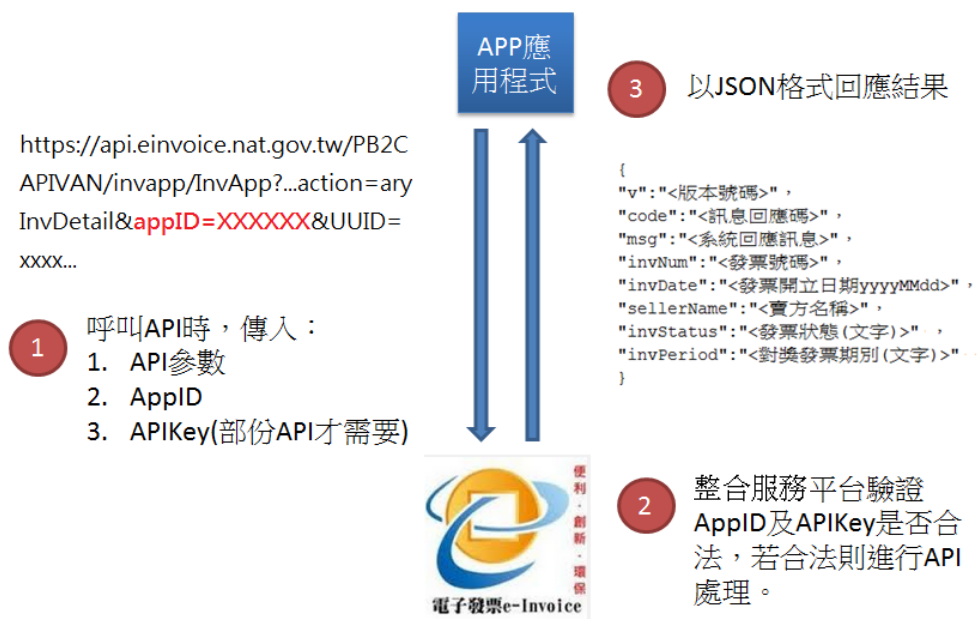 APP應
用程式
3
以JSON格式回應結果
https://api.einvoice.nat.gov.tw/PB2C
APIVAN/invapp/InvApp?...action=ary
InvDetail&appID=XXXXXX&UUID=
xxxx...
{
"v":"<版本號碼>",
"code":"<訊息回應碼>",
"msg":"<系統回應訊息>",
"invNum":"<發票號碼>",
"invDate":"<發票開立日期yyyyMMdd>",
"sellerName":"<賣方名稱>",
"invStatus":"<發票狀態(文字)>" ,
"invPeriod":"<對獎發票期別(文字)>"
}
1
呼叫API時,傳入:
1. API參數
2. AppID
3. APIKey(部份API才需要)
便利·創新·環保
電子發票e-Invoice
2
整合服務平台驗證
AppID及APIKey是否合
法,若合法則進行API
處理。